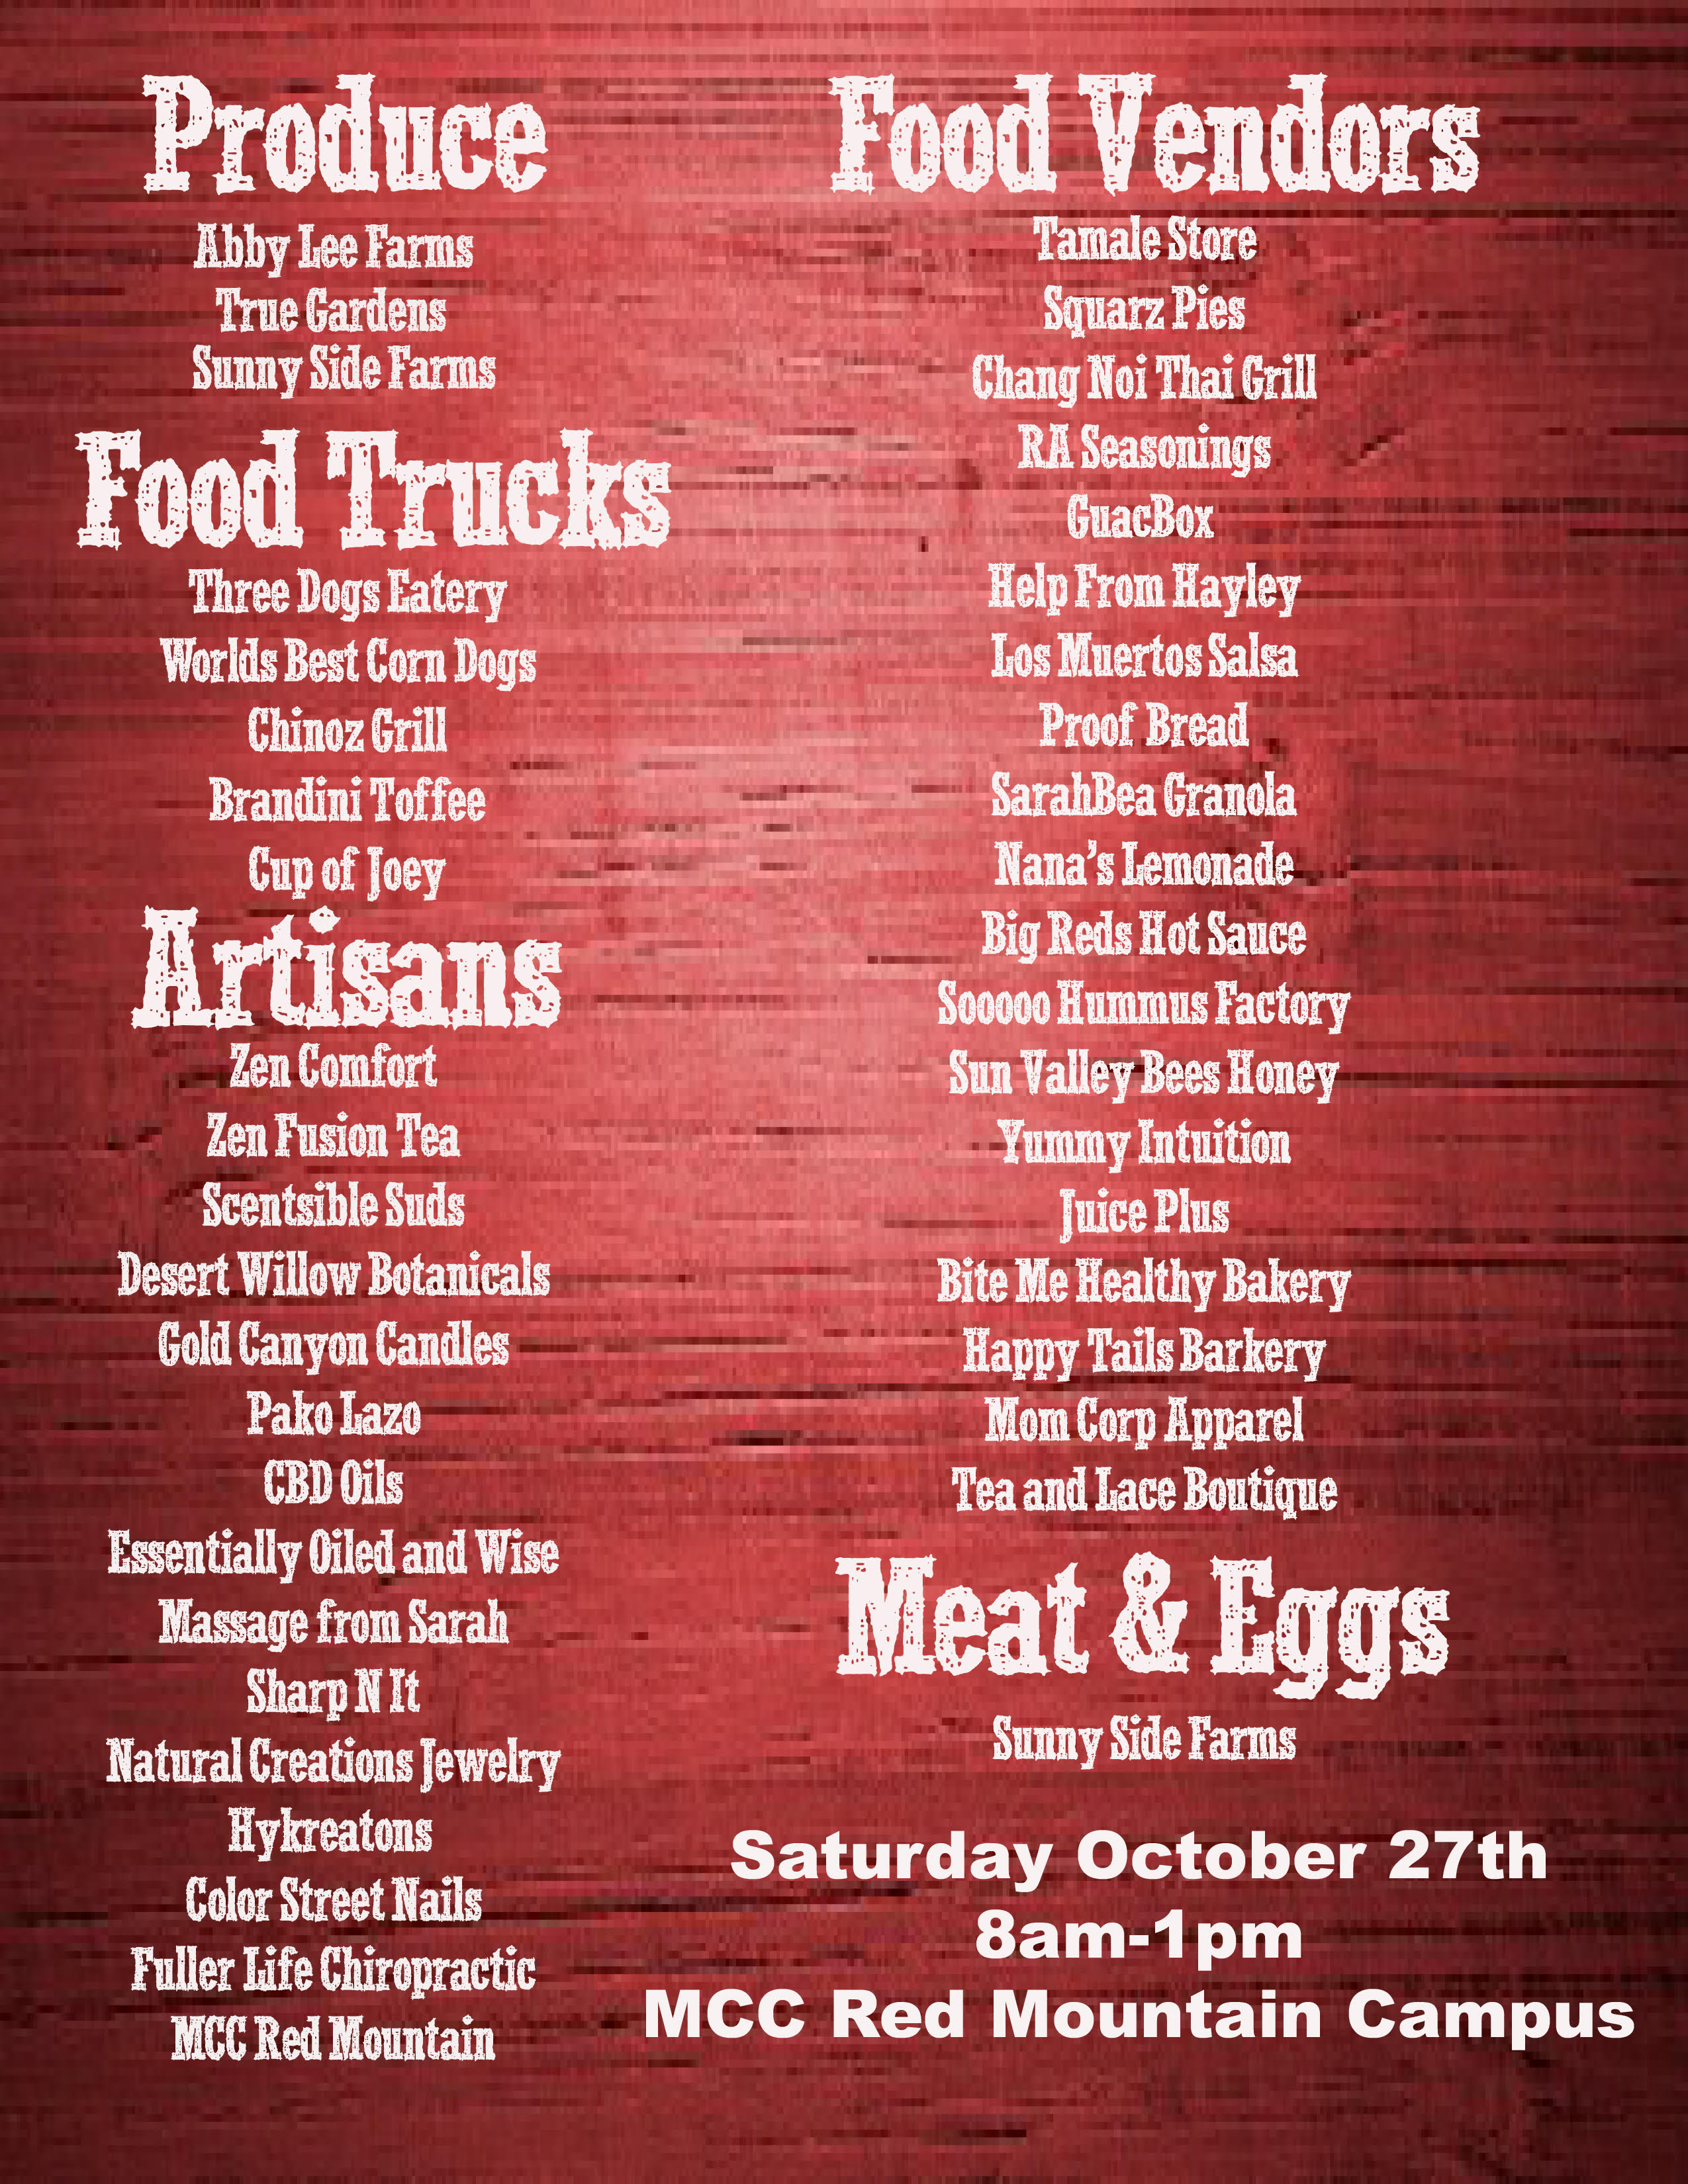 Produce
Abby Lee Farms
True Gardens
Sunny Side Farms
Food Trucks
Three Dogs Eatery
Worlds Best Corn Dogs
Chinoz Grill
Brandini Toffee
Cup of Joey
Artisans
Zen Comfort
Zen Fusion Tea
Scentsible Suds
Desert Willow Botanicals
Gold Canyon Candles
Pako Lazo
CBD Oils
Essentially Oiled and Wise
Massage from Sarah
Sharp N It
Natural Creations Jewelry
Hykreatons
Color Street Nails
Fuller Life Chiropractic
MCC Red Mountain
Food Vendors
Tamale Store
Squarz Pies
Chang Noi Thai Grill
RA Seasonings
GuacBox
Help From Hayley
Los Muertos Salsa
Proof Bread
SarahBea Granola
Nana's Lemonade
Big Reds Hot Sauce
Sooooo Hummus Factory
Sun Valley Bees Honey
Yummy Intuition
Juice Plus
Bite Me Healthy Bakery
Happy Tails Barkery
Mom Corp Apparel
Tea and Lace Boutique
Meat & Eggs
Sunny Side Farms
Saturday October 27th
8am-1pm
MCC Red Mountain Campus